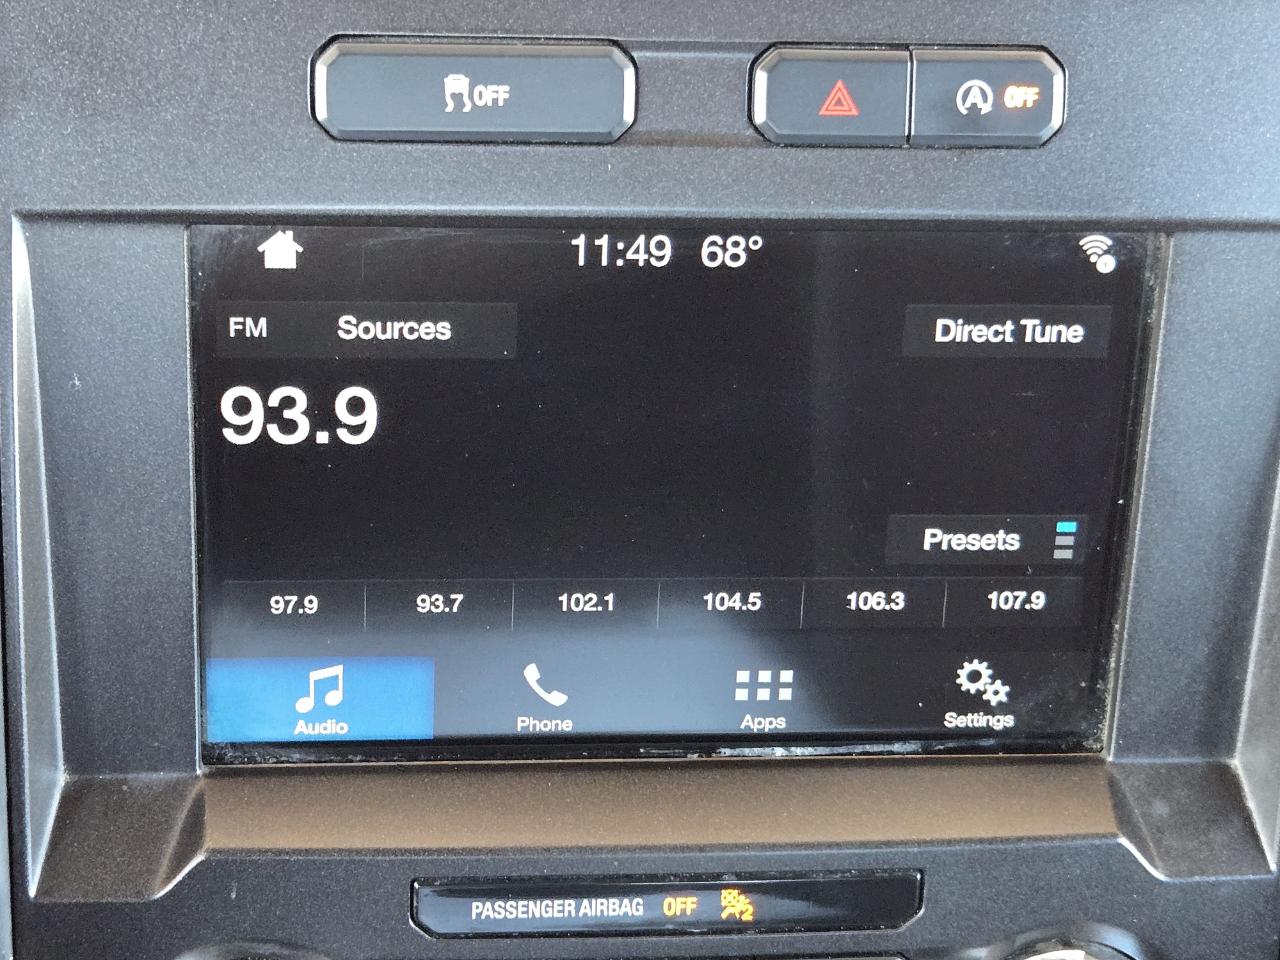 OFF
A OFF
11:49 68°
FM Sources Direct Tune
93.9
Presets
97.9 93.7 102.1 104.5 106.3 107.9
Audio Phone Apps Settings
PASSENGER AIRBAG OFF 2